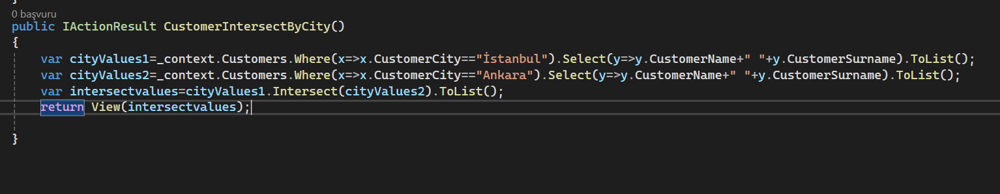 }
0 başvuru
public IActionResult CustomerIntersectByCity()
{
var cityValues1=_context.Customers.Where(x=>x.CustomerCity=="İstanbul").Select(y=>y.CustomerName+" "+y.CustomerSurname).ToList();
var cityValues2=_context.Customers.Where(x=>x.CustomerCity=="Ankara").Select(y=>y.CustomerName+" "+y.CustomerSurname).ToList();
var intersectvalues=cityValues1.Intersect(cityValues2).ToList();
return View(intersectvalues);
}